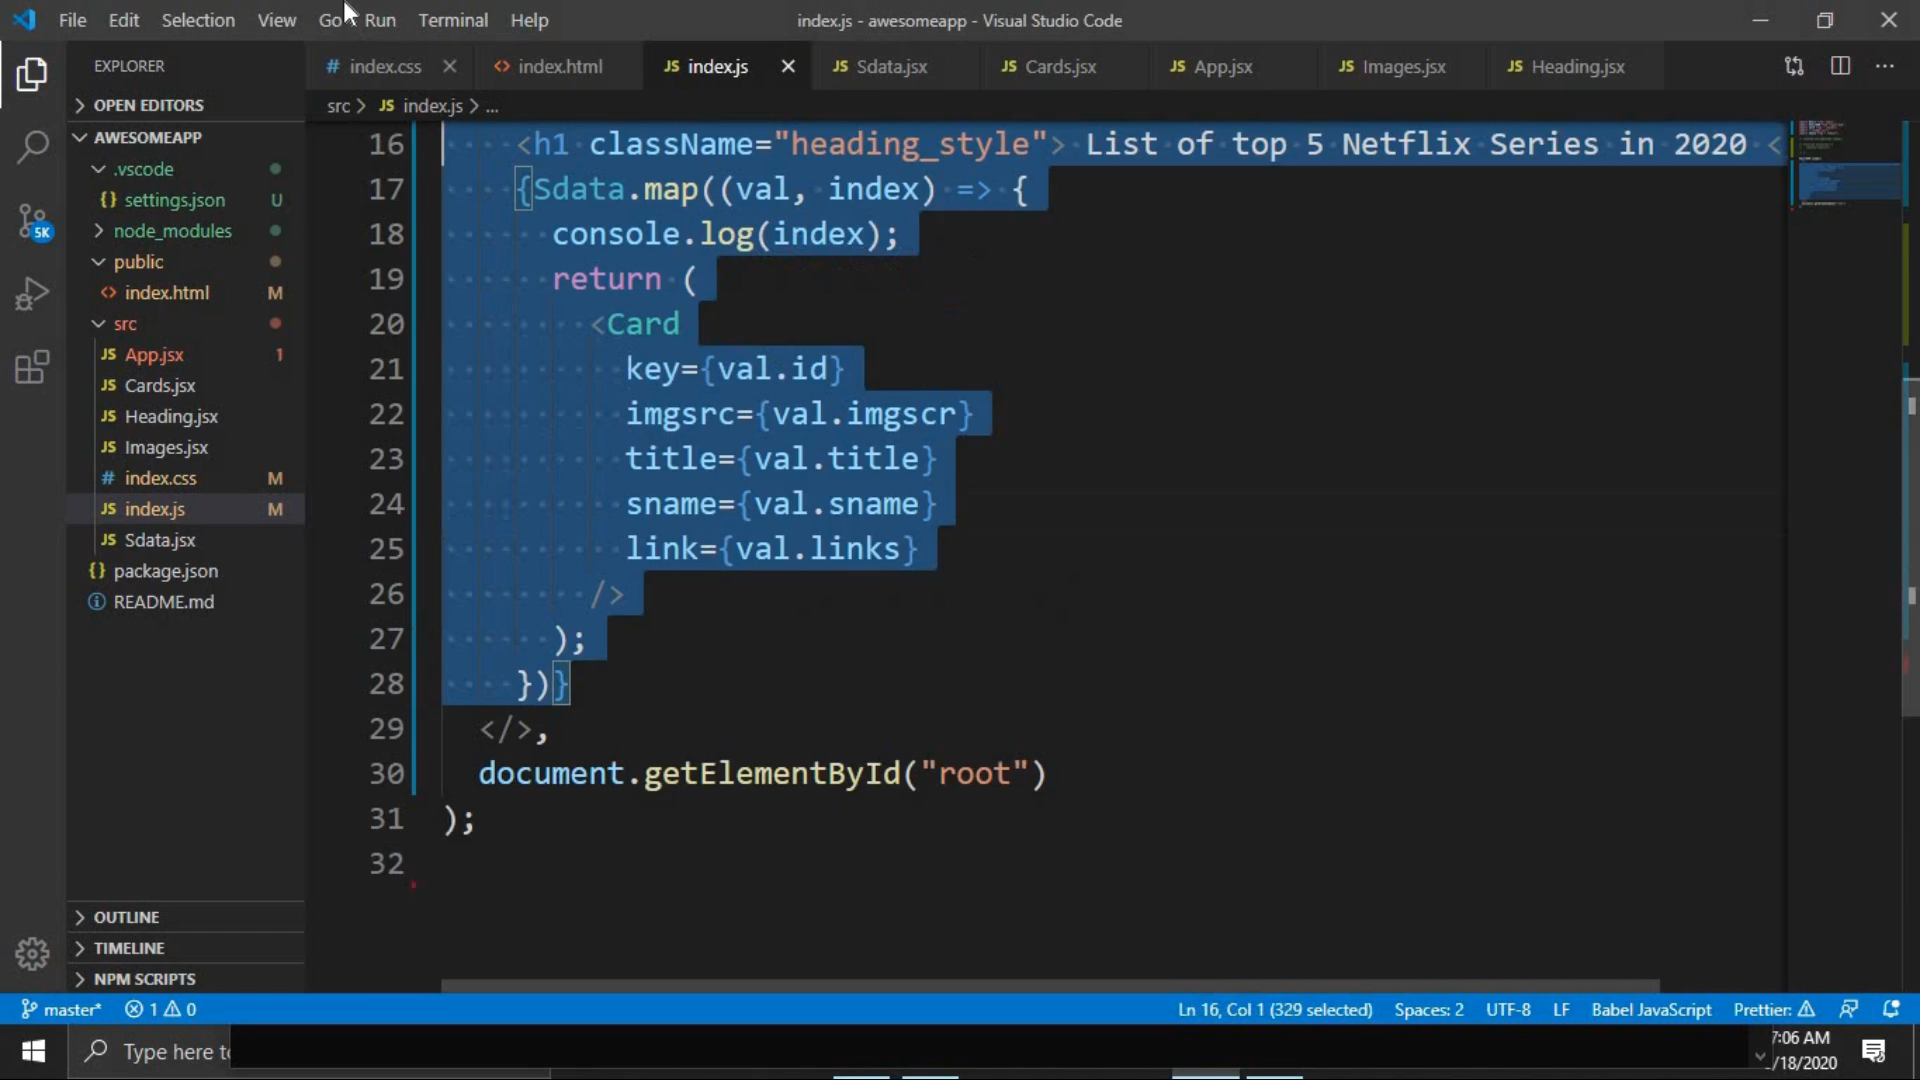 File Edit Selection View Go Run Terminal Help
index.js - awesomeapp - Visual Studio Code
EXPLORER
# index.css
<> index.html
JS index.js
JS Sdata.jsx
JS Cards.jsx
JS App.jsx
JS Images.jsx
JS Heading.jsx
src > JS index.js > ...
OPEN EDITORS
AWESOMEAPP
.vscode
{} settings.json U
node_modules
public
<> index.html M
src
JS App.jsx 1
JS Cards.jsx
JS Heading.jsx
JS Images.jsx
# index.css M
JS index.js M
JS Sdata.jsx
{} package.json
README.md
5K
OUTLINE
TIMELINE
NPM SCRIPTS
16 <h1 className="heading_style"> List of top 5 Netflix Series in 2020 <
17 {Sdata.map((val, index) => {
18 console.log(index);
19 return (
20 <Card
21 key={val.id}
22 imgsrc={val.imgscr}
23 title={val.title}
24 sname={val.sname}
25 link={val.links}
26 />
27 );
28 })}
29 </>,
30 document.getElementById("root")
31 );
32
master* 1 0
Ln 16, Col 1 (329 selected) Spaces: 2 UTF-8 LF Babel JavaScript Prettier:
Type here t
7:06 AM
/18/2020